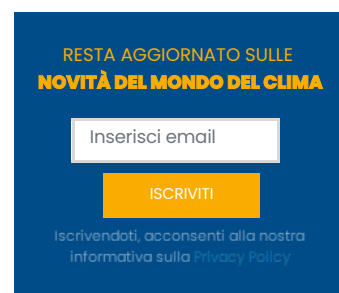 RESTA AGGIORNATO SULLE
NOVITÀ DEL MONDO DEL CLIMA
Inserisci email
ISCRIVITI
Iscrivendoti, acconsenti alla nostra
informativa sulla Privacy Policy